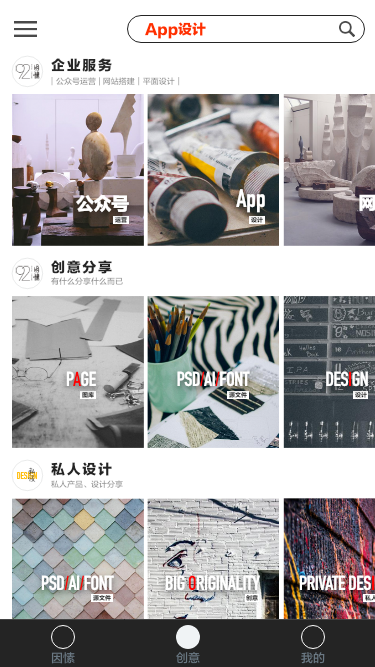 App设计
企业服务
| 公众号运营 | 网站搭建 | 平面设计 |
公众号
运营
App
设计
网
创意分享
有什么分享什么而已
PAGE
图库
PSD/AI/FONT
源文件
DESIGN
设计
私人设计
私人产品、设计分享
PSD/AI/FONT
源文件
BIG ORIGINALITY
创意
PRIVATE DES
私人
因愫
创意
我的